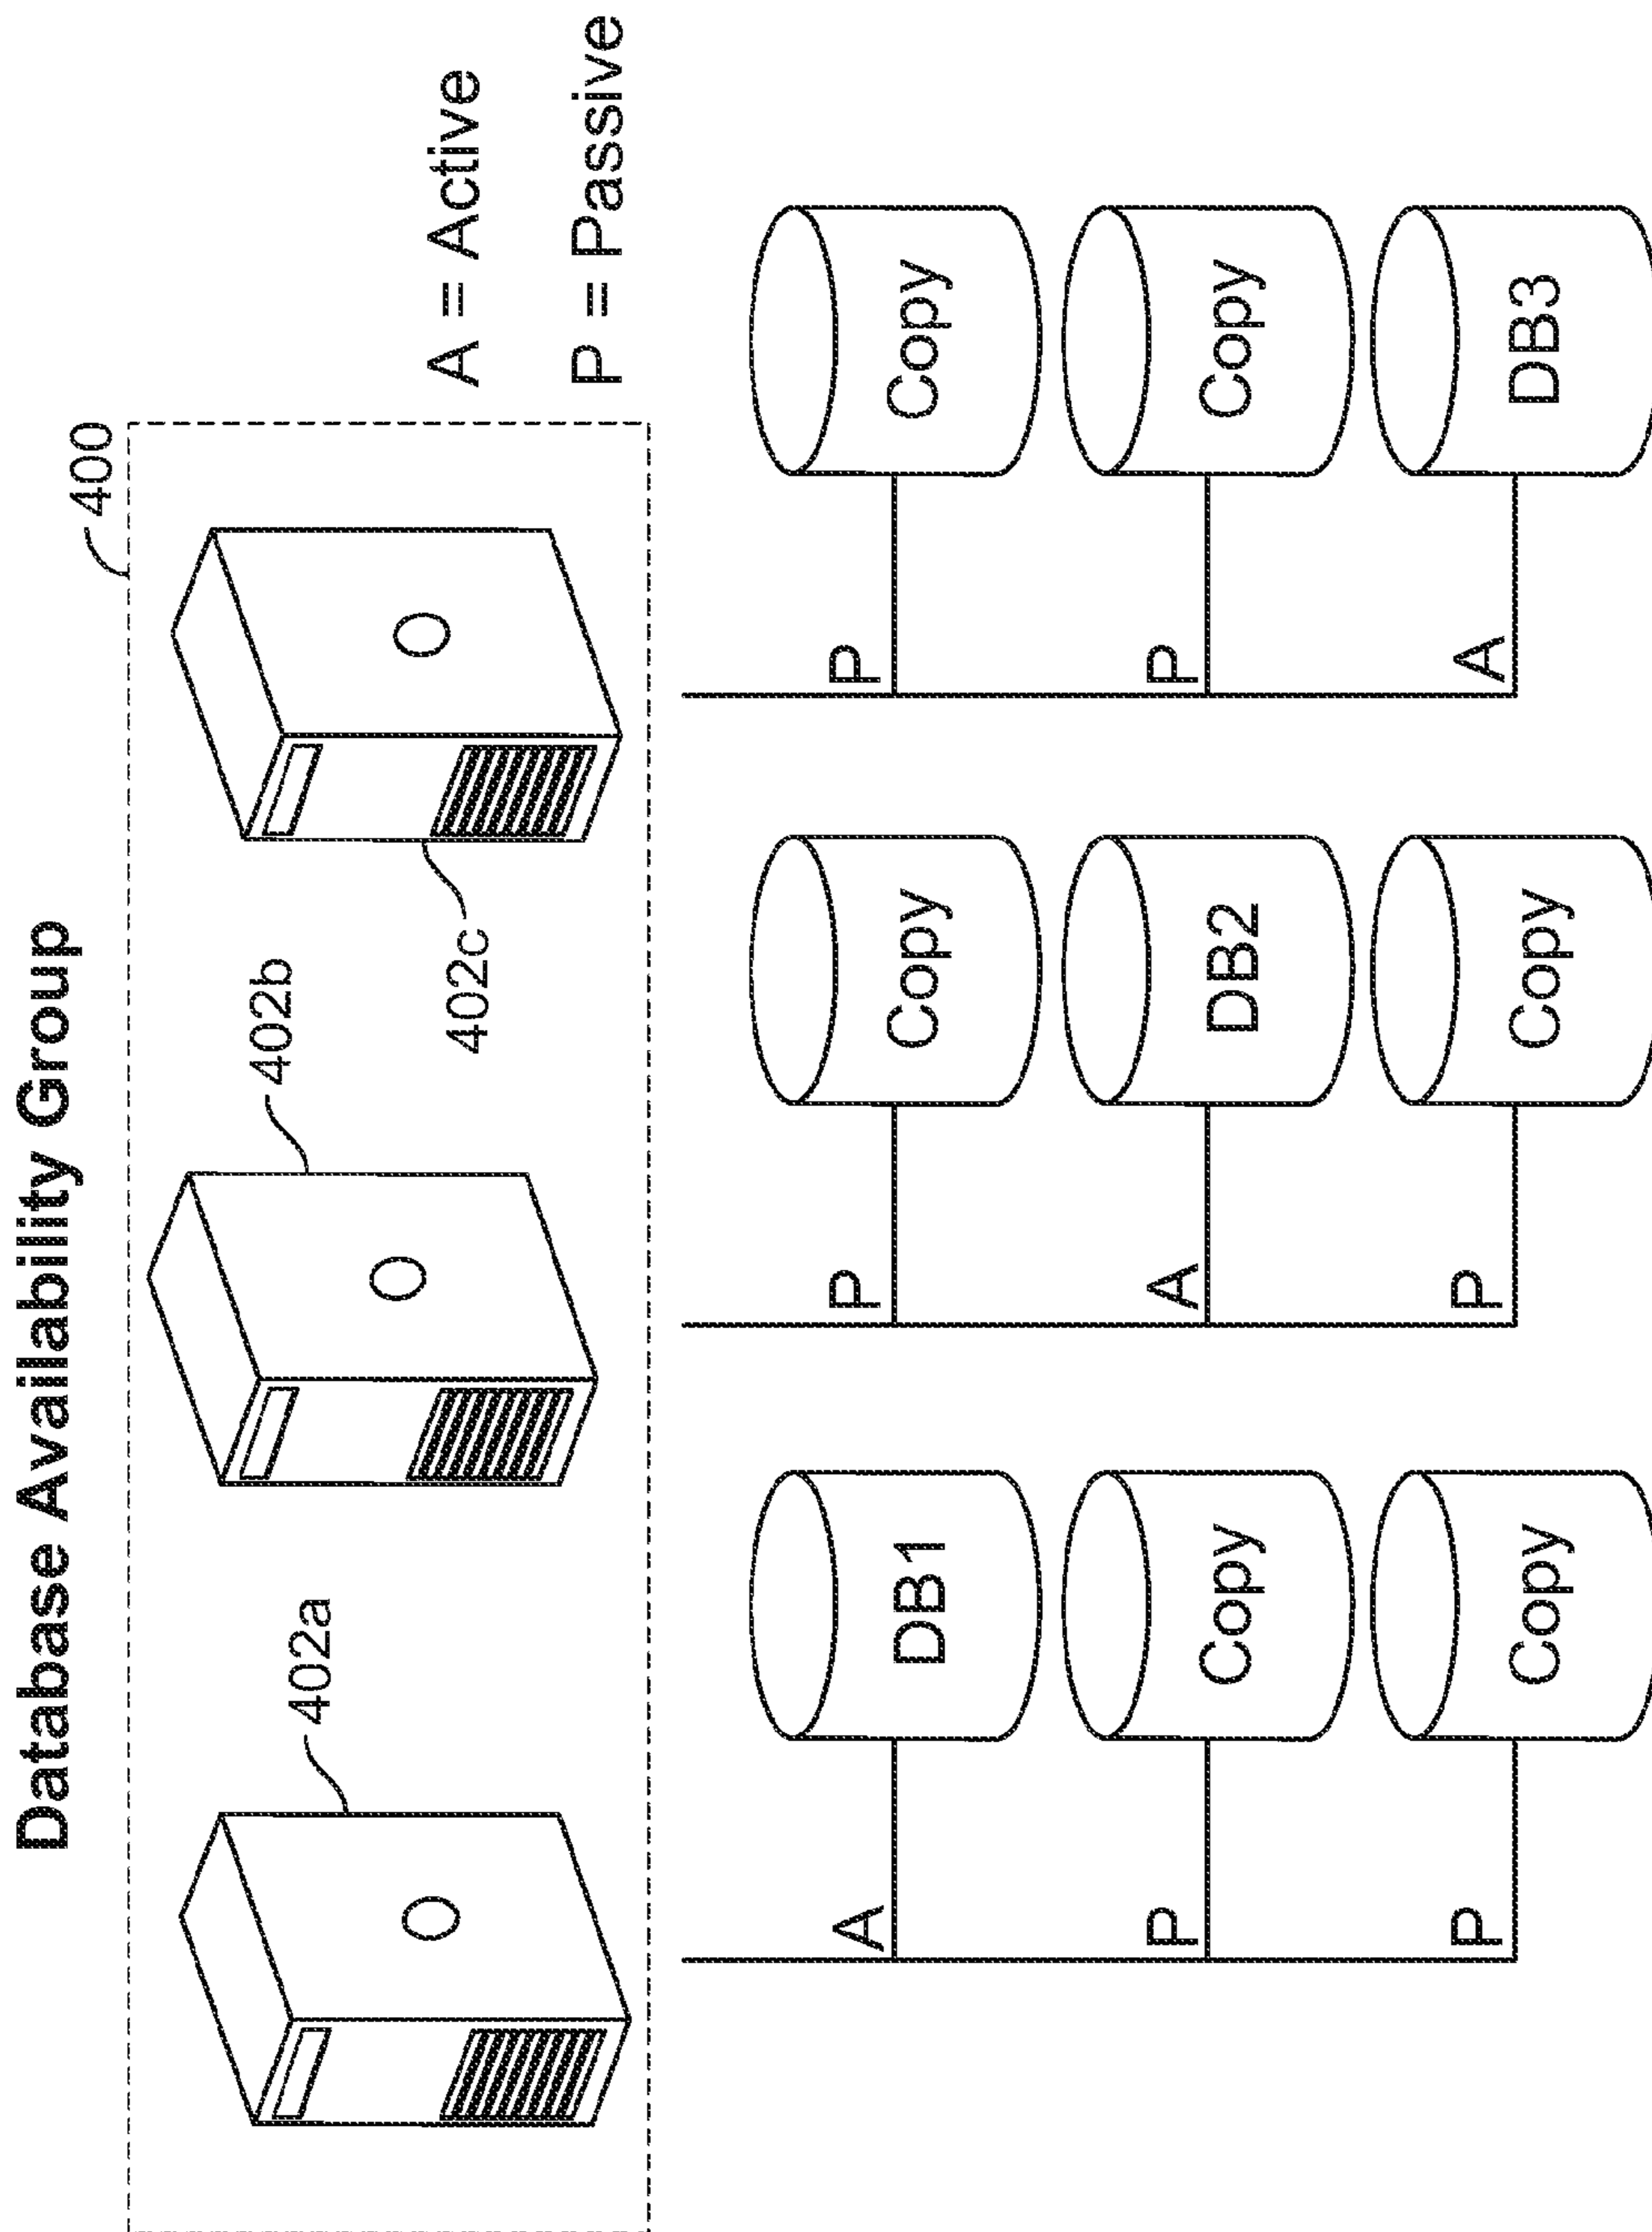 Database Availability Group
400
402a
402b
402c
A = Active
P = Passive
A
DB1
P
Copy
P
Copy
P
Copy
A
DB2
P
Copy
P
Copy
P
Copy
A
DB3